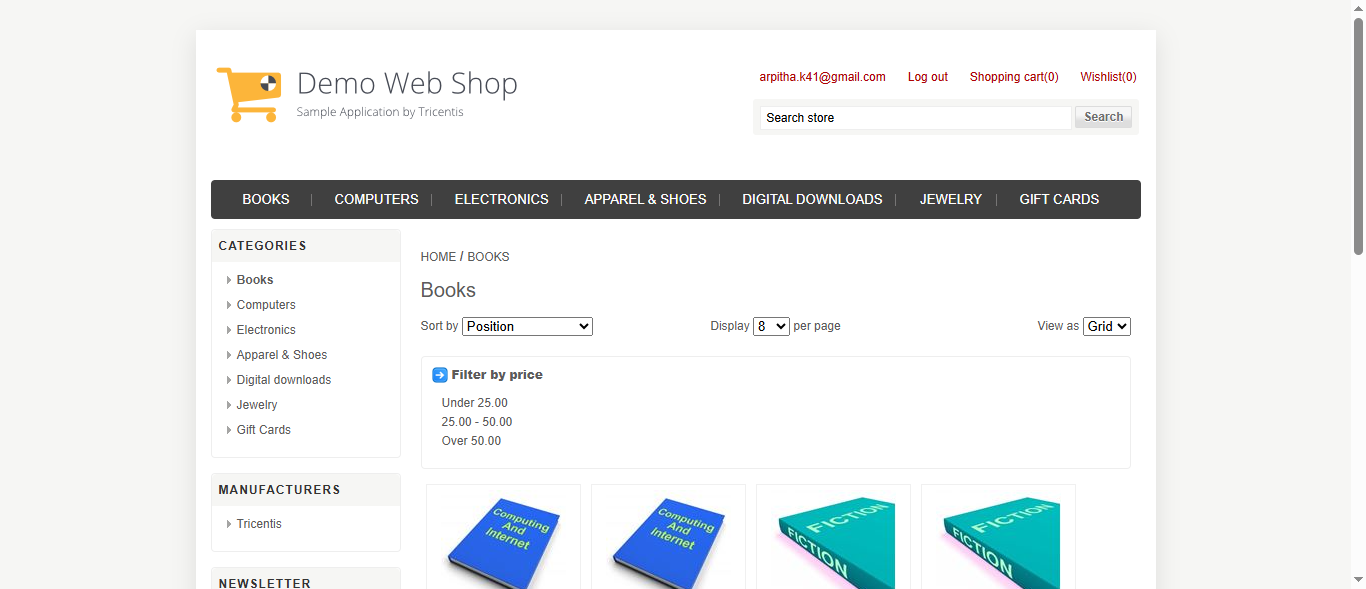 Demo Web Shop
Sample Application by Tricentis
arpitha.k41@gmail.com Log out Shopping cart(0) Wishlist(0)
Search store Search
BOOKS COMPUTERS ELECTRONICS APPAREL & SHOES DIGITAL DOWNLOADS JEWELRY GIFT CARDS
CATEGORIES
Books
Computers
Electronics
Apparel & Shoes
Digital downloads
Jewelry
Gift Cards
MANUFACTURERS
Tricentis
NEWSLETTER
HOME / BOOKS
Books
Sort by Position Display 8 per page View as Grid
Filter by price
Under 25.00
25.00 - 50.00
Over 50.00
Computing
And
Internet
Computing
And
Internet
FICTION
FICTION
FICTION
FICTION